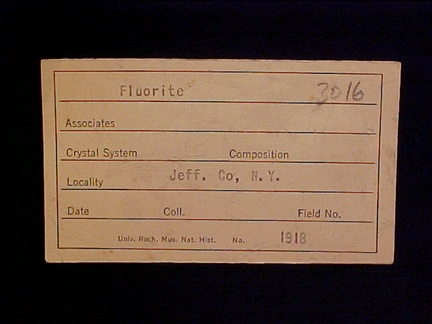 Fluorite 3016
Associates
Crystal System Composition
Locality Jeff. Co, N.Y.
Date Coll. Field No.
Univ. Roch. Mus. Nat. Hist. No. 1918